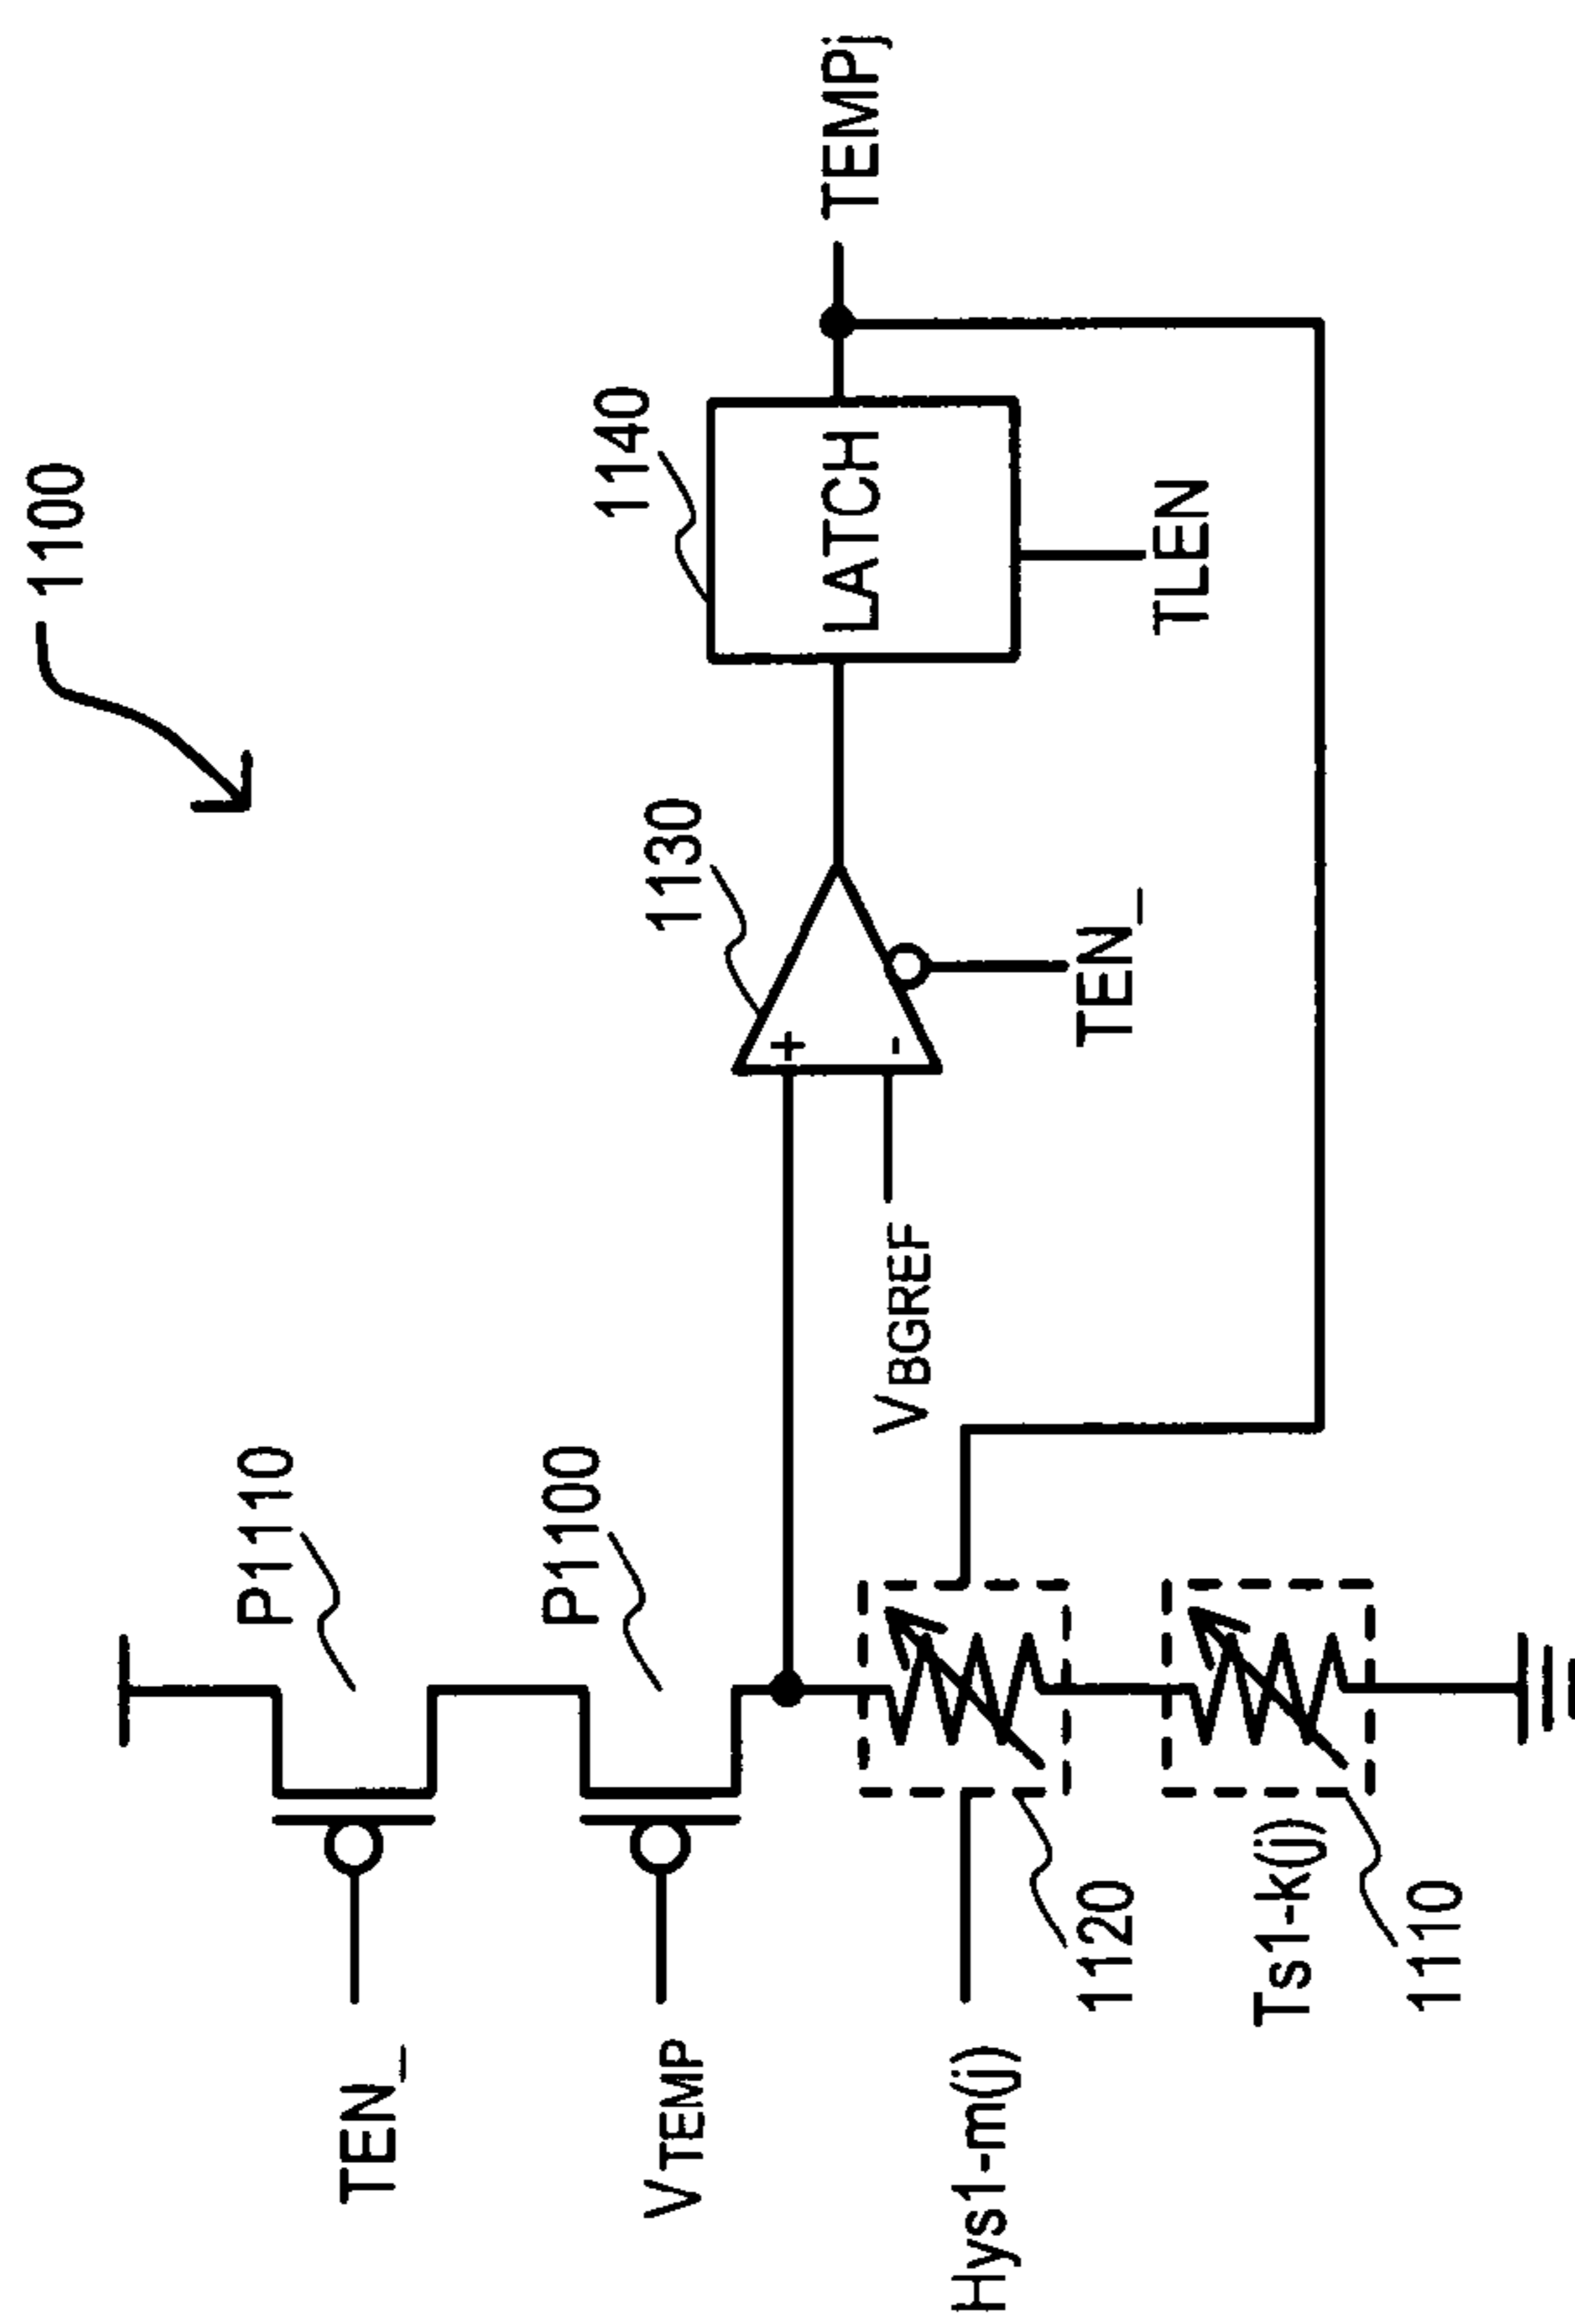 1100
P1110
TEN_
P1100
VTEMP
1140
1130
+
-
LATCH
TEMPj
VBGREF
TEN_
TLEN
Hys1-m(j)
1120
Ts1-k(j)
1110